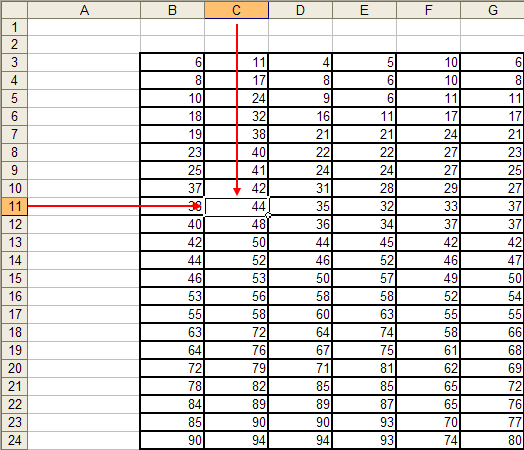 A B C D E F G
1
2
3 6 11 4 5 10 6
4 8 17 8 6 10 8
5 10 24 9 6 11 11
6 18 32 16 11 17 17
7 19 38 21 21 24 21
8 23 40 22 22 27 23
9 25 41 24 24 27 25
10 37 42 31 28 29 27
11 44 35 32 33 37
12 40 48 36 34 37 37
13 42 50 44 45 42 42
14 44 52 46 52 46 47
15 46 53 50 57 49 50
16 53 56 58 58 52 54
17 55 58 60 63 55 55
18 63 72 64 74 58 66
19 64 76 67 75 61 68
20 72 79 71 81 62 69
21 78 82 85 85 65 72
22 84 89 89 87 65 76
23 85 90 90 93 70 77
24 90 94 94 93 74 80